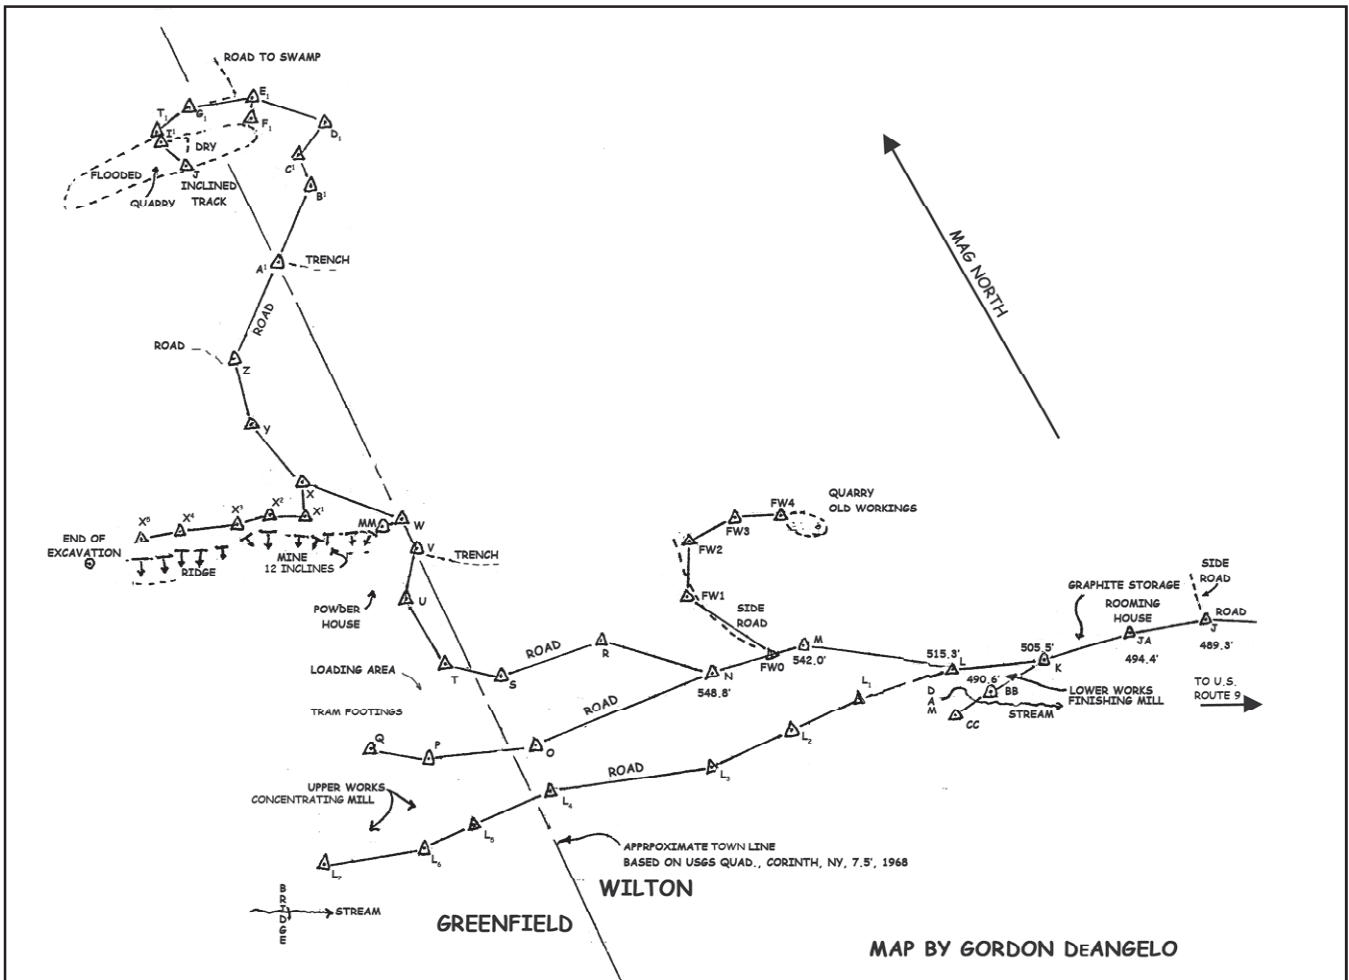 ROAD TO SWAMP
E₁
T₁
G₁
F₁
D₁
I¹
DRY
C¹
FLOODED
J
INCLINED
TRACK
QUARRY
B¹
A¹
TRENCH
MAG NORTH
ROAD
ROAD
Z
Y
X
X⁵
X⁴
X³
X²
X¹
MM
W
END OF
EXCAVATION
RIDGE
MINE
12 INCLINES
V
TRENCH
FW4
QUARRY
OLD WORKINGS
FW3
FW2
FW1
SIDE
ROAD
FW0
POWDER
HOUSE
U
LOADING AREA
T
S
ROAD
R
N
548.8'
M
542.0'
SIDE
ROAD
GRAPHITE STORAGE
ROOMING
HOUSE
ROAD
J
489.3'
JA
494.4'
505.5'
K
515.3'
L
490.6'
BB
CC
DAM
STREAM
LOWER WORKS
FINISHING MILL
TO U.S.
ROUTE 9
TRAM FOOTINGS
Q
P
O
ROAD
L₁
L₂
L₃
ROAD
L₄
L₅
L₆
L₇
UPPER WORKS
CONCENTRATING MILL
APPRPOXIMATE TOWN LINE
BASED ON USGS QUAD., CORINTH, NY, 7.5', 1968
WILTON
GREENFIELD
BRIDGE
STREAM
MAP BY GORDON DEANGELO